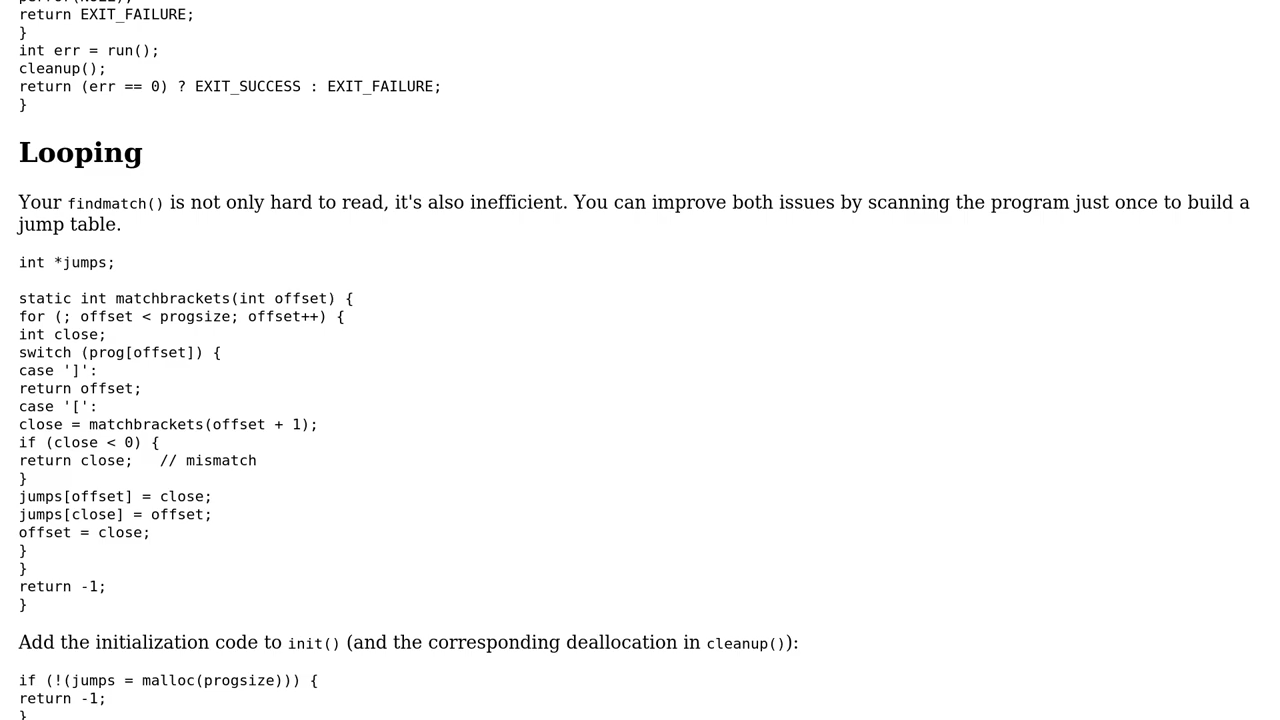 return EXIT_FAILURE;
}
int err = run();
cleanup();
return (err == 0) ? EXIT_SUCCESS : EXIT_FAILURE;
}
Looping
Your findmatch() is not only hard to read, it's also inefficient. You can improve both issues by scanning the program just once to build a
jump table.
int *jumps;
static int matchbrackets(int offset) {
for (; offset < progsize; offset++) {
int close;
switch (prog[offset]) {
case ']':
return offset;
case '[':
close = matchbrackets(offset + 1);
if (close < 0) {
return close;   // mismatch
}
jumps[offset] = close;
jumps[close] = offset;
offset = close;
}
}
return -1;
}
Add the initialization code to init() (and the corresponding deallocation in cleanup()):
if (!(jumps = malloc(progsize))) {
return -1;
}